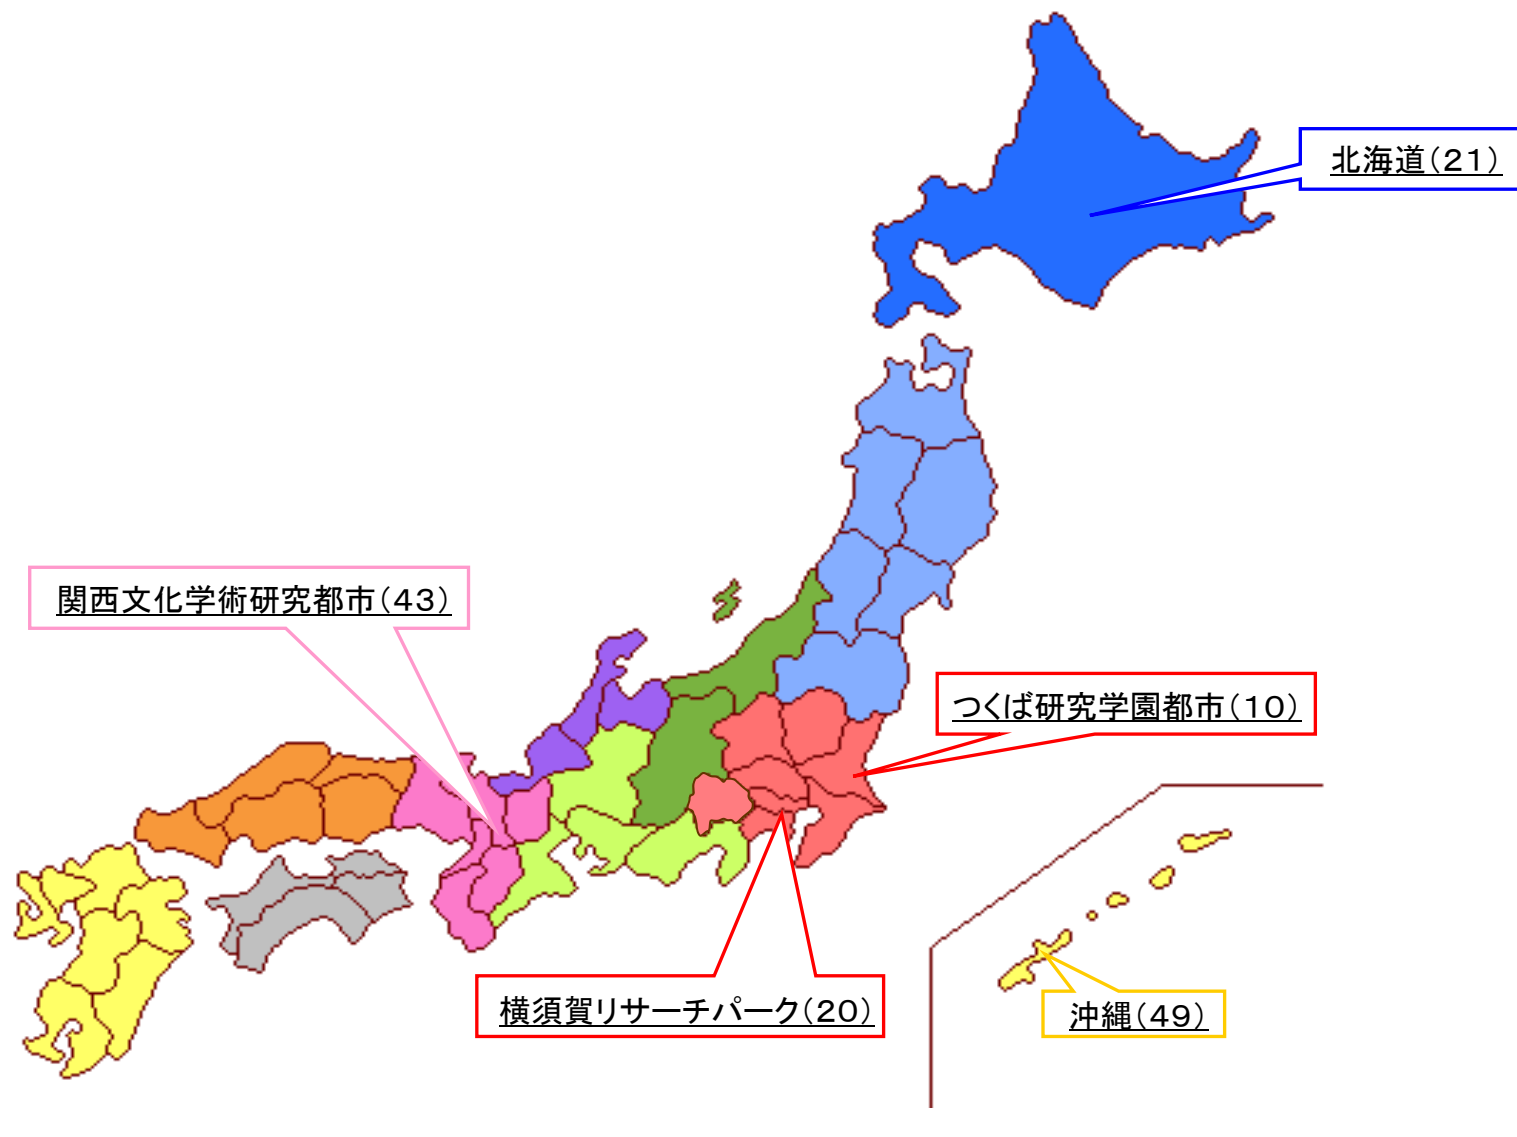 北海道(21)
関西文化学術研究都市(43)
つくば研究学園都市(10)
横須賀リサーチパーク(20)
沖縄(49)